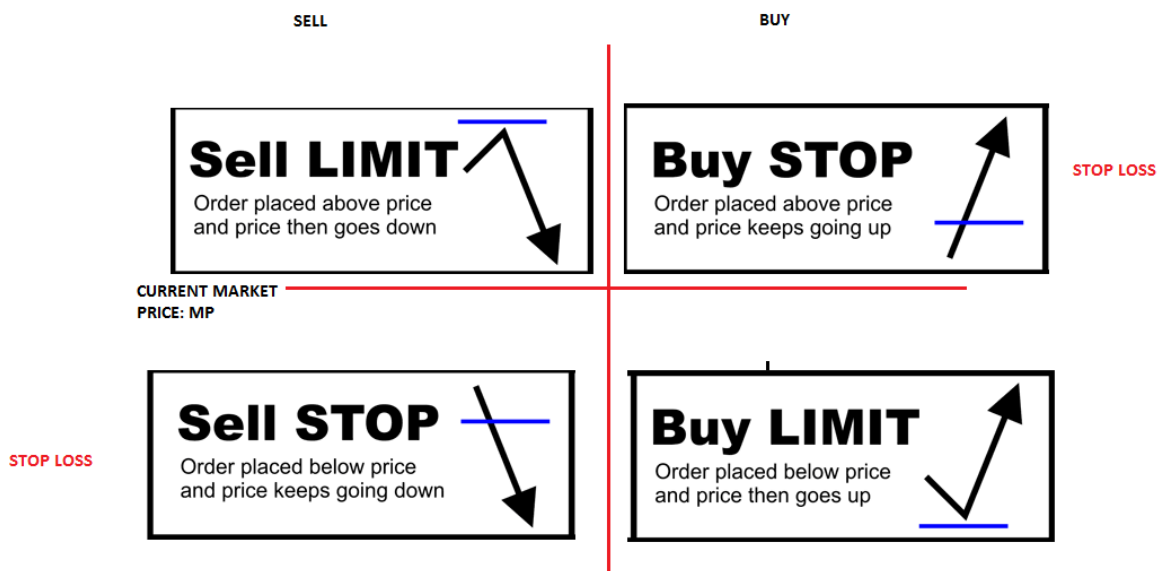 SELL
BUY
Sell LIMIT
Order placed above price
and price then goes down
Buy STOP
Order placed above price
and price keeps going up
STOP LOSS
CURRENT MARKET
PRICE: MP
Sell STOP
Order placed below price
and price keeps going down
STOP LOSS
Buy LIMIT
Order placed below price
and price then goes up